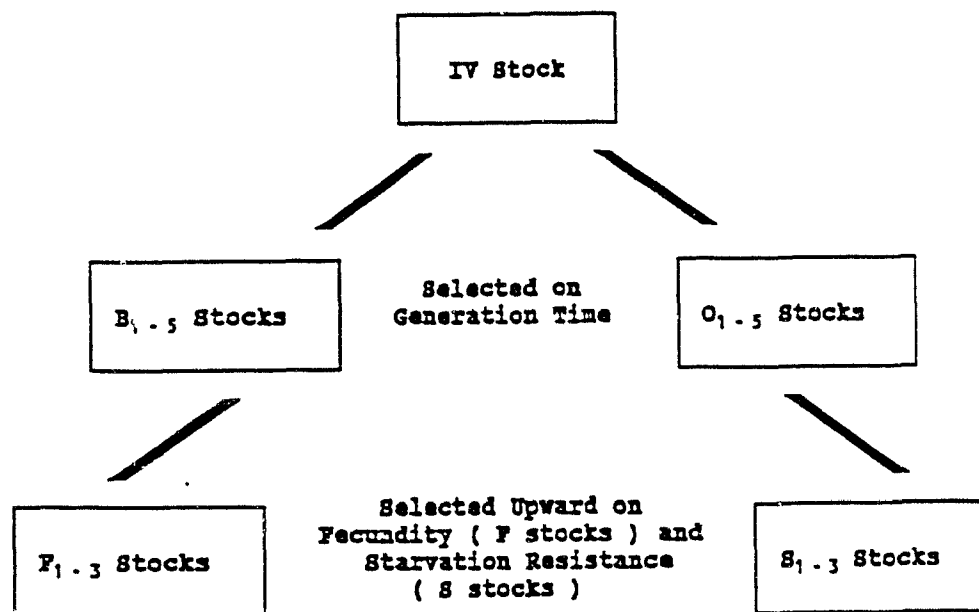 IV Stock
B₁ - ₅ Stocks
Selected on
Generation Time
O₁ - ₅ Stocks
F₁ - ₃ Stocks
Selected Upward on
Fecundity ( F stocks ) and
Starvation Resistance
( S stocks )
S₁ - ₃ Stocks